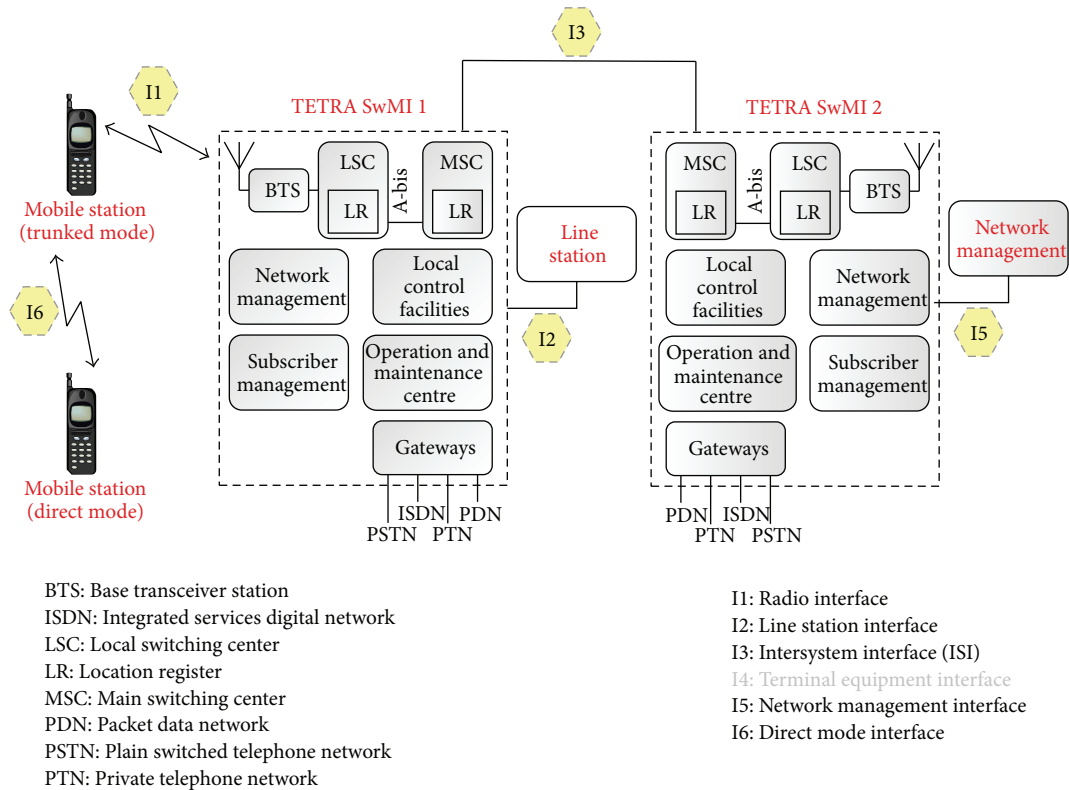 I3
I1
TETRA SwMI 1
TETRA SwMI 2
LSC
MSC
BTS
LR
A-bis
LR
MSC
LSC
LR
A-bis
LR
BTS
Mobile station
(trunked mode)
Line
station
Network
management
Network
management
Local
control
facilities
Local
control
facilities
Network
management
I6
I2
I5
Subscriber
management
Operation and
maintenance
centre
Operation and
maintenance
centre
Subscriber
management
Gateways
Gateways
Mobile station
(direct mode)
ISDN
PDN
PSTN
PTN
PDN
ISDN
PTN
PSTN
BTS: Base transceiver station
ISDN: Integrated services digital network
LSC: Local switching center
LR: Location register
MSC: Main switching center
PDN: Packet data network
PSTN: Plain switched telephone network
PTN: Private telephone network
I1: Radio interface
I2: Line station interface
I3: Intersystem interface (ISI)
I4: Terminal equipment interface
I5: Network management interface
I6: Direct mode interface